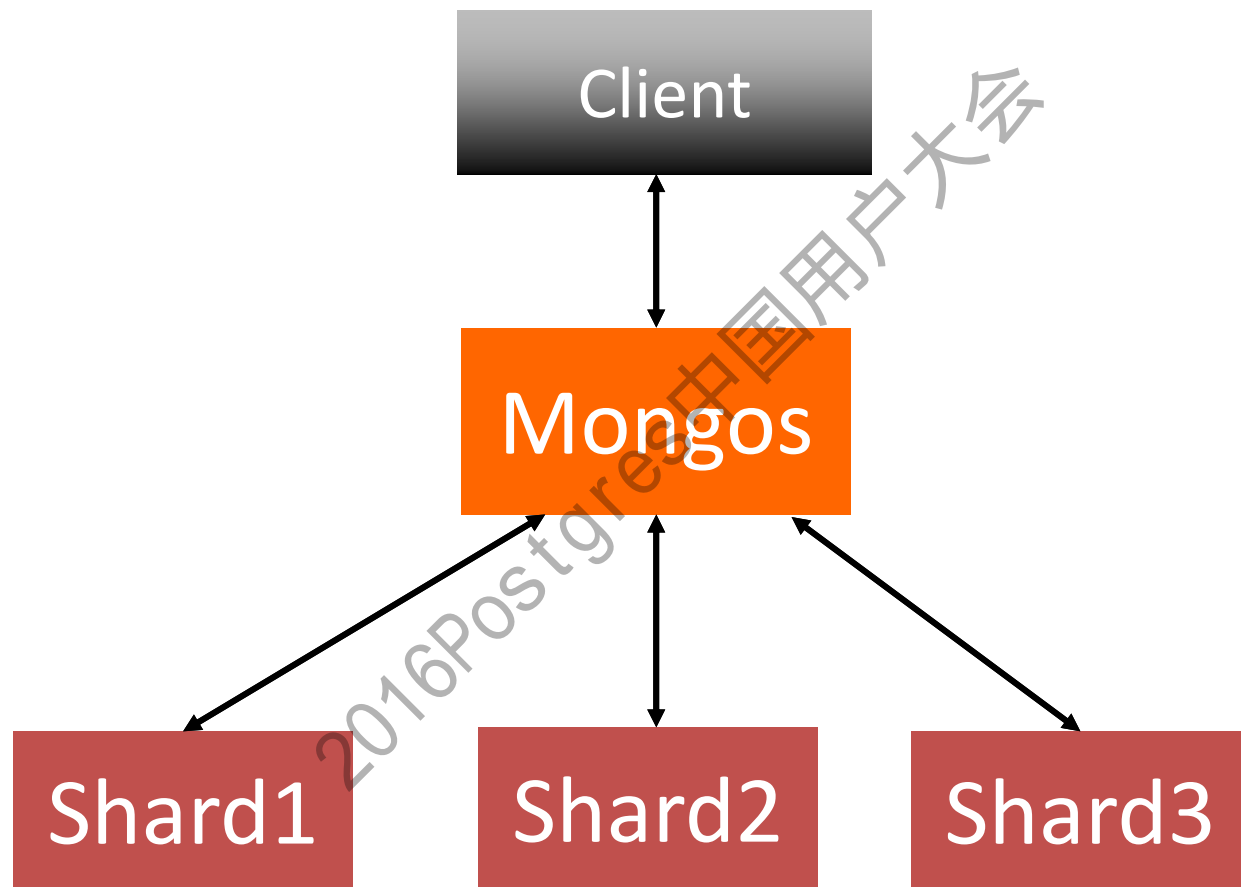 Client
Mongos
Shard1
Shard2
Shard3
2016Postgres中国用户大会